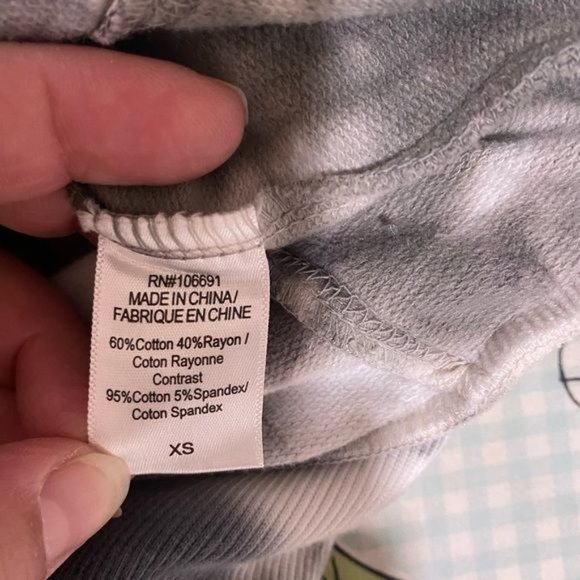 RN#106691
MADE IN CHINA/
FABRIQUE EN CHINE
60%Cotton 40%Rayon /
Coton Rayonne
Contrast
95%Cotton 5%Spandex/
Coton Spandex
XS